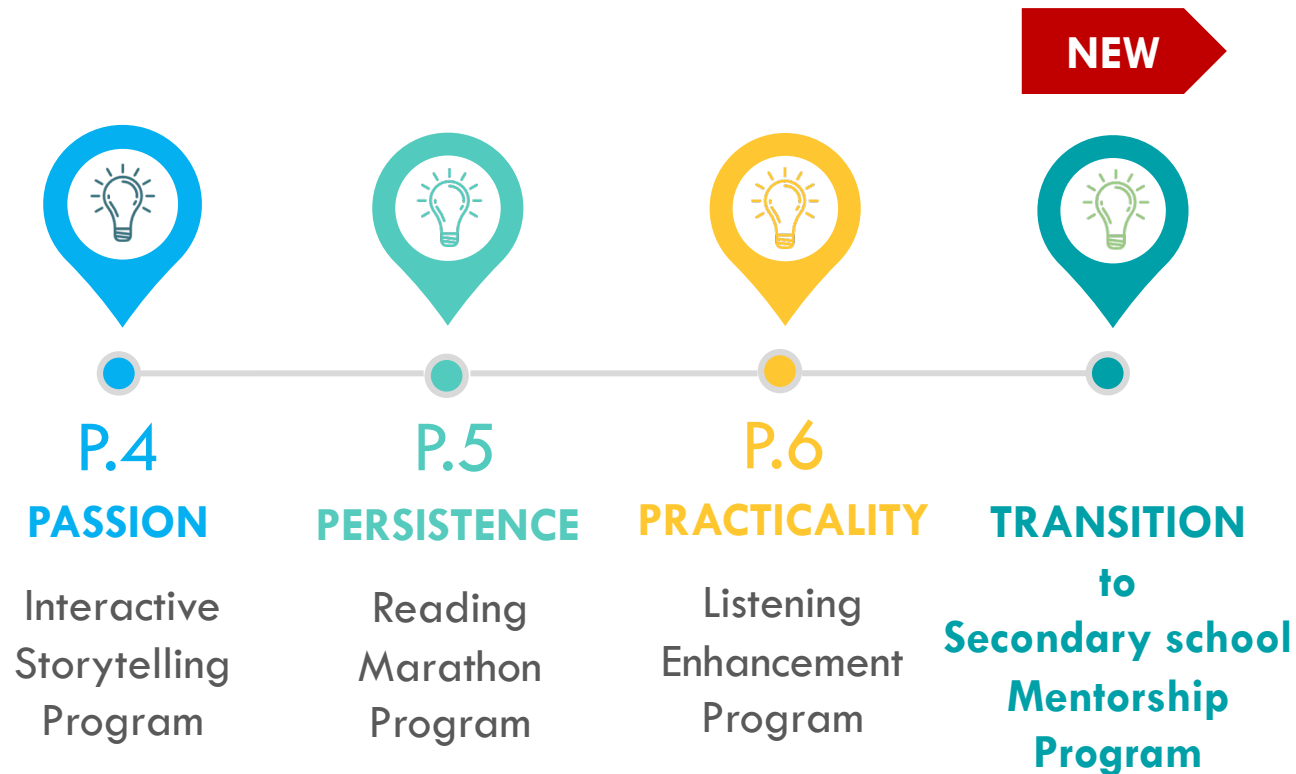 NEW
P.4
PASSION
Interactive
Storytelling
Program
P.5
PERSISTENCE
Reading
Marathon
Program
P.6
PRACTICALITY
Listening
Enhancement
Program
TRANSITION
to
Secondary school
Mentorship
Program